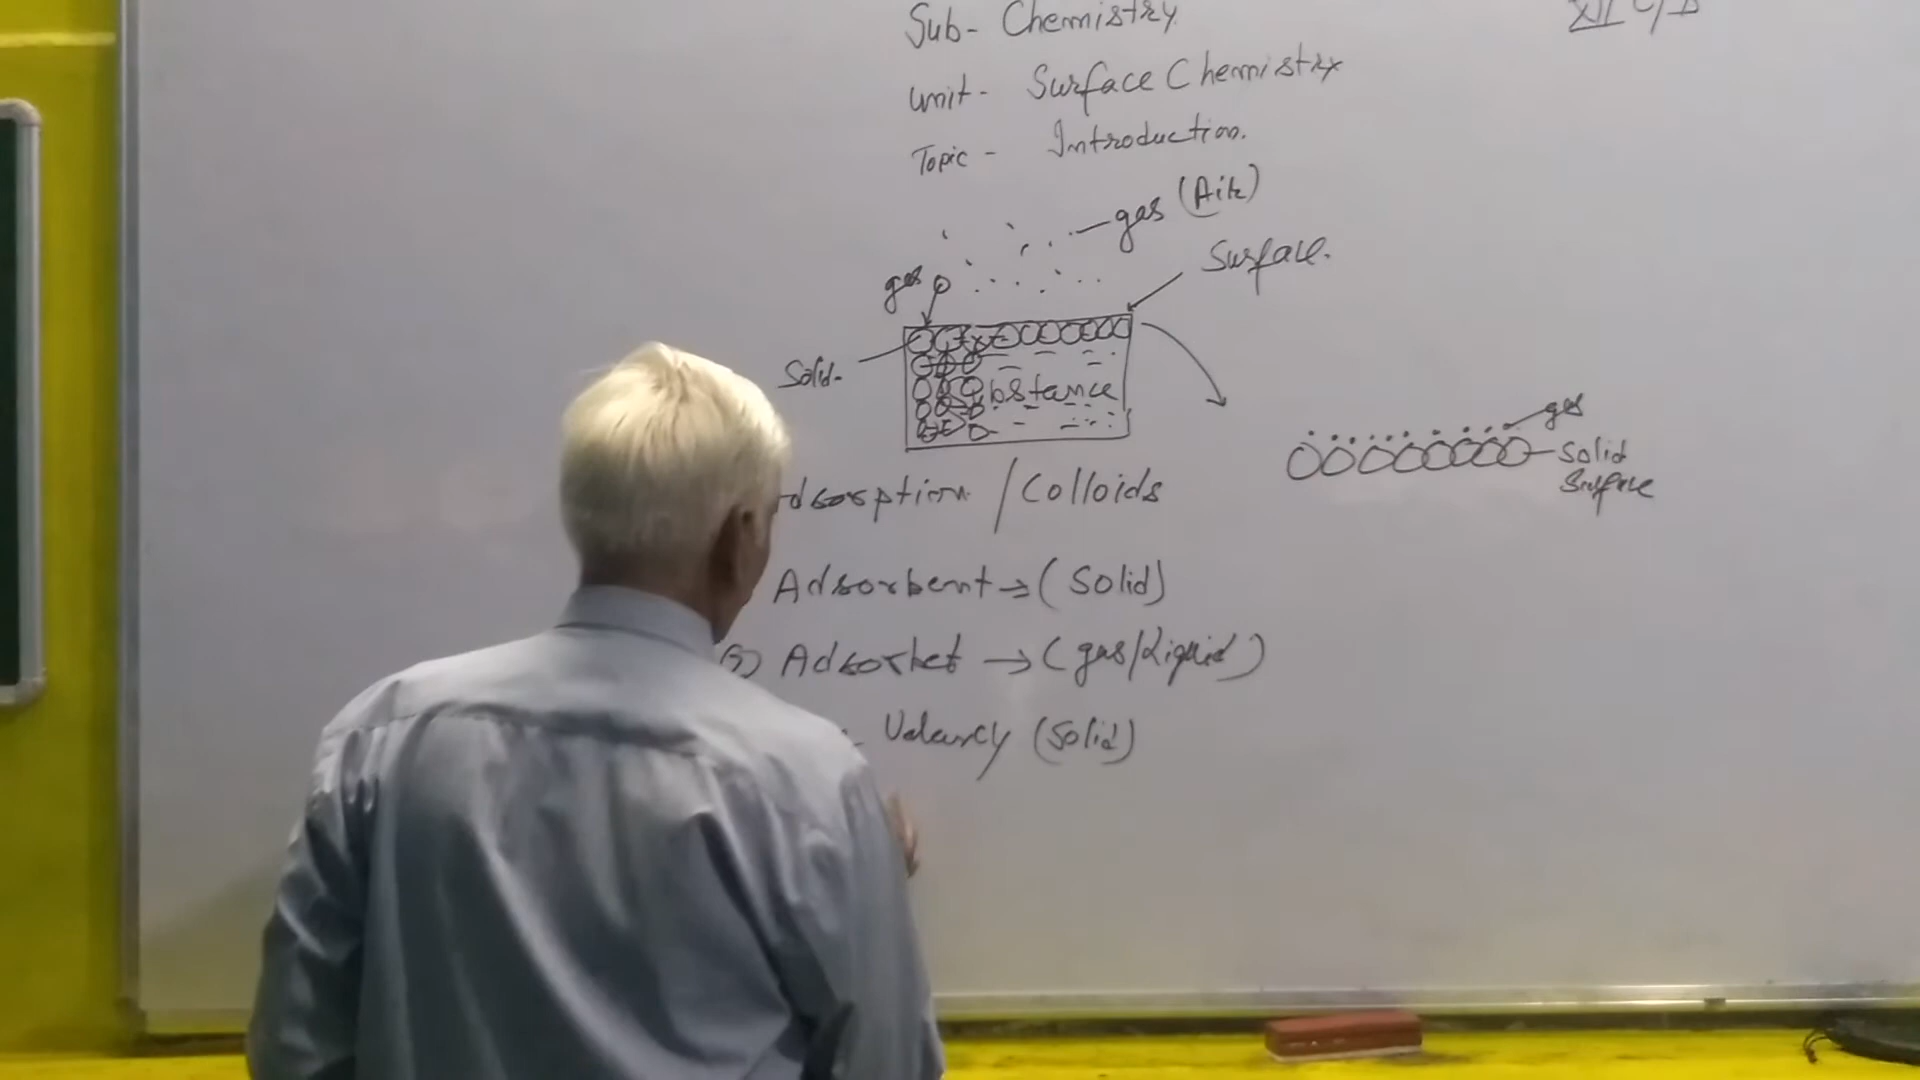 Sub- Chemistry
XII C/D
Unit- Surface Chemistry
Topic - Introduction.
gas (Air)
Surface.
gas
Solid.
bstance
gas
Solid
Surface
dsorption / Colloids
Adsorbent → (Solid)
Adsorbet → (gas/Liquid)
Valancy (Solid)